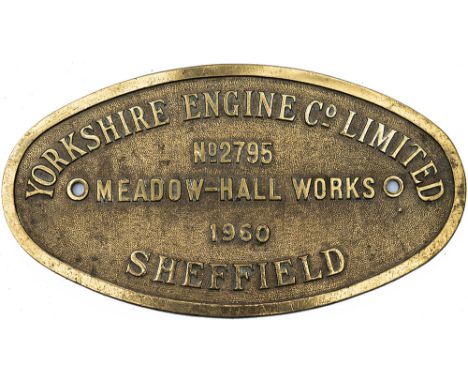 YORKSHIRE ENGINE Co LIMITED
No2795
MEADOW-HALL WORKS
1960
SHEFFIELD